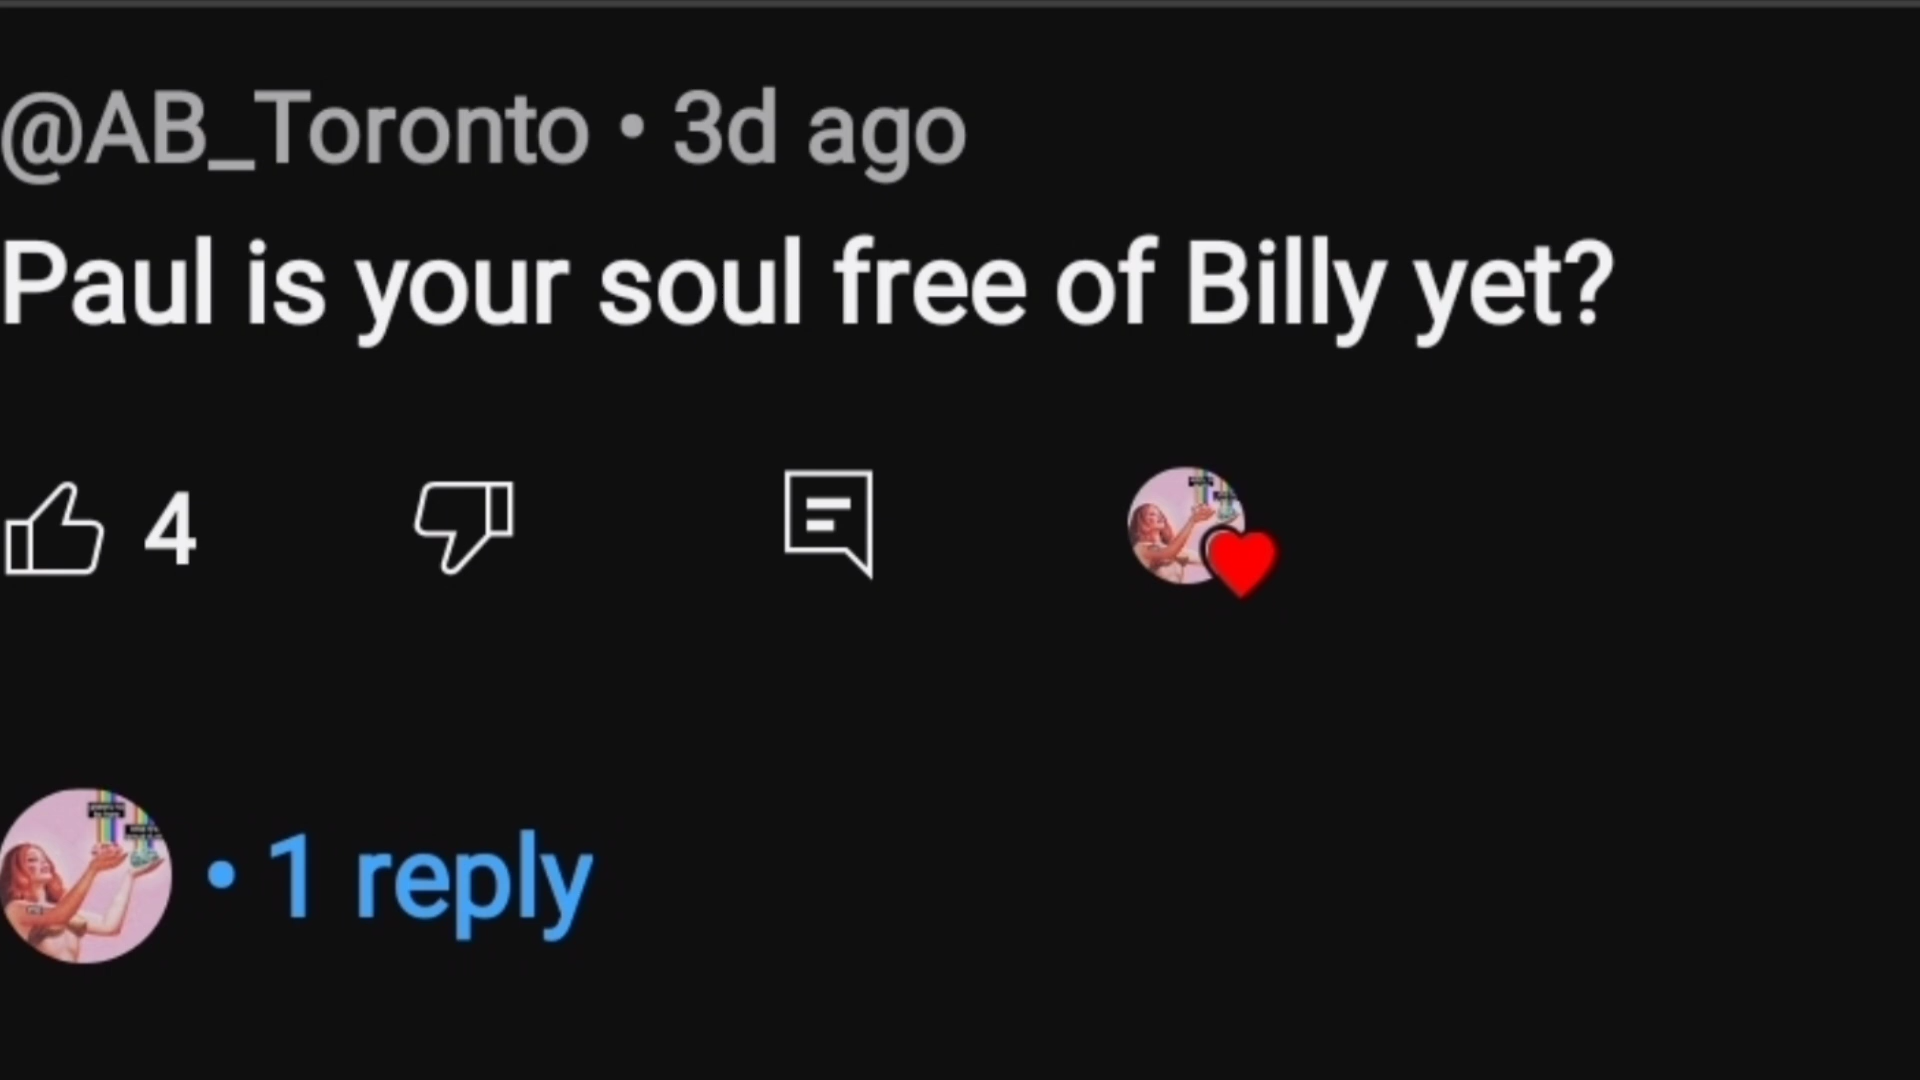 @AB_Toronto • 3d ago
Paul is your soul free of Billy yet?
4
• 1 reply